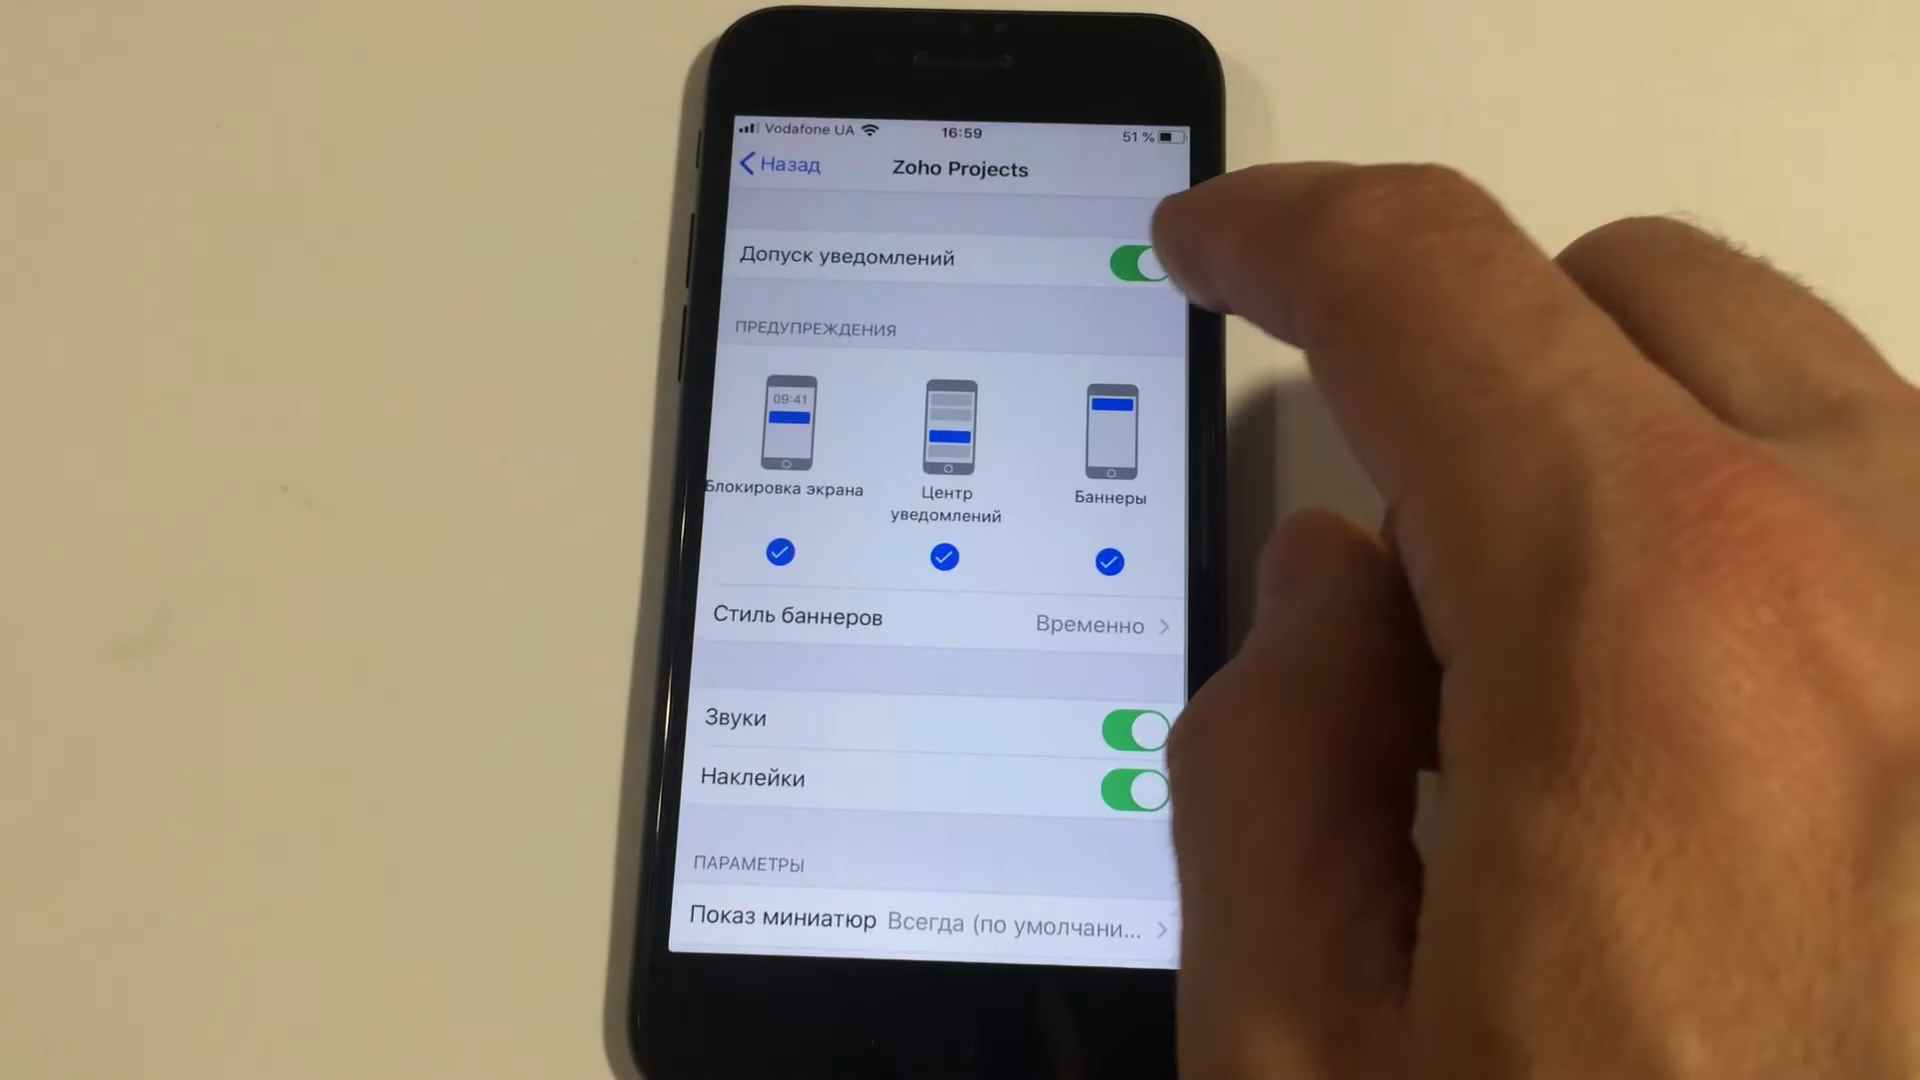 Vodafone UA 16:59 51 %
Назад Zoho Projects
Допуск уведомлений
ПРЕДУПРЕЖДЕНИЯ
09:41
Блокировка экрана
Центр уведомлений
Баннеры
Стиль баннеров Временно
Звуки
Наклейки
ПАРАМЕТРЫ
Показ миниатюр Всегда (по умолчани...